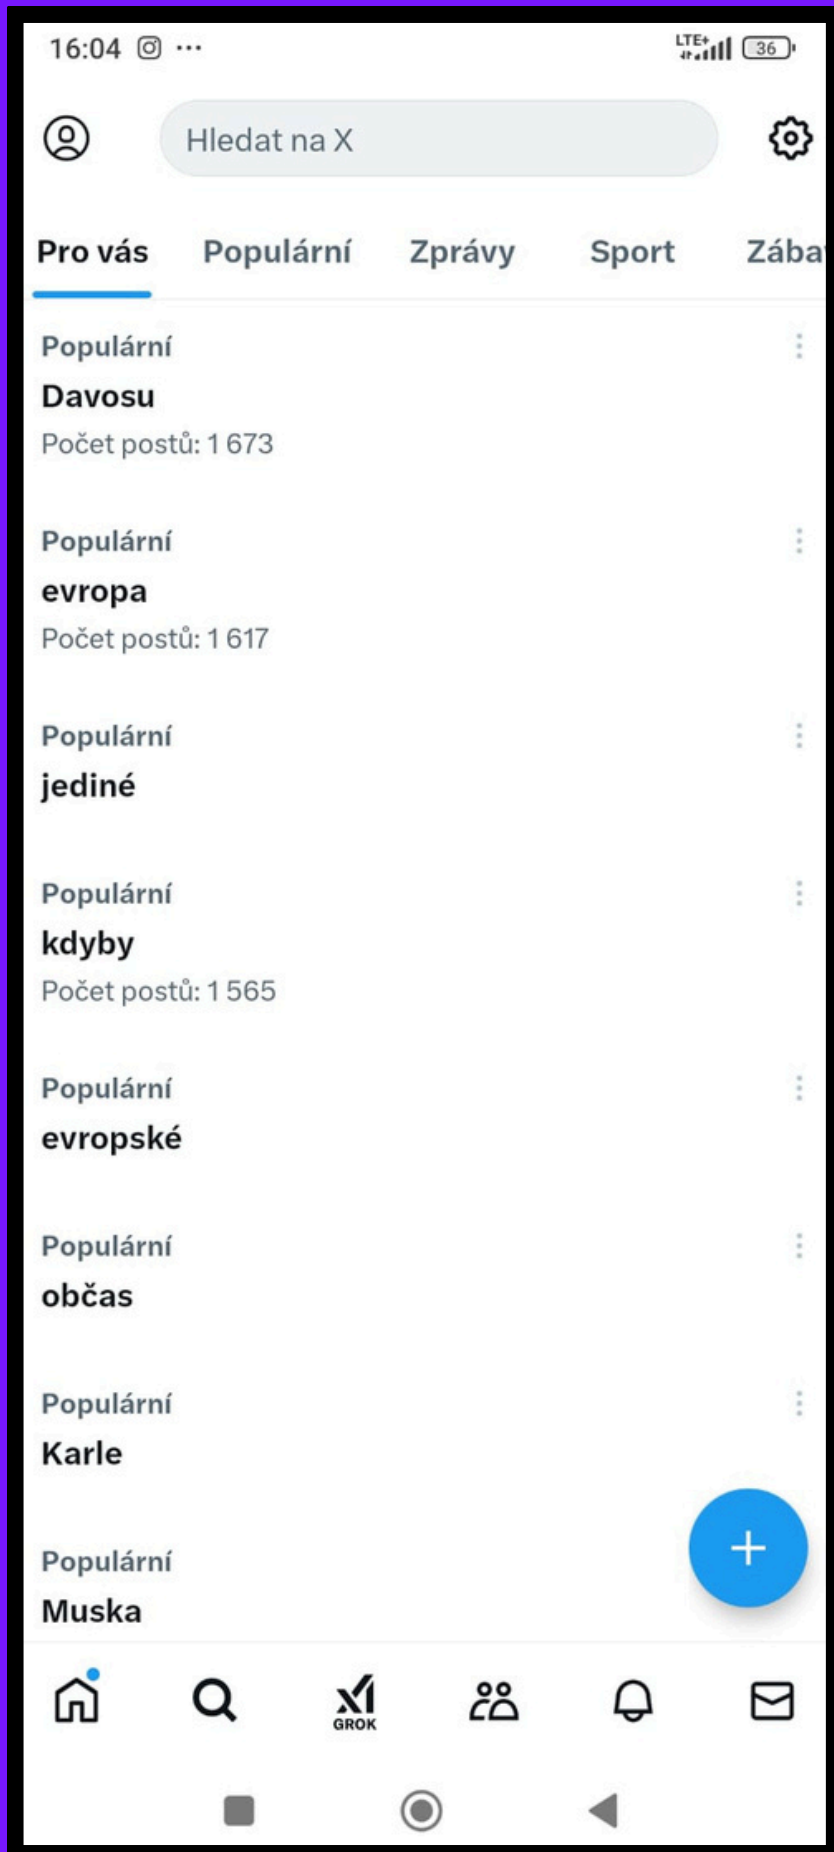 16:04
LTE+
36
Hledat na X
Pro vás Populární Zprávy Sport Zába
Populární
Davosu
Počet postů: 1 673
Populární
evropa
Počet postů: 1 617
Populární
jediné
Populární
kdyby
Počet postů: 1 565
Populární
evropské
Populární
občas
Populární
Karle
Populární
Muska
GROK